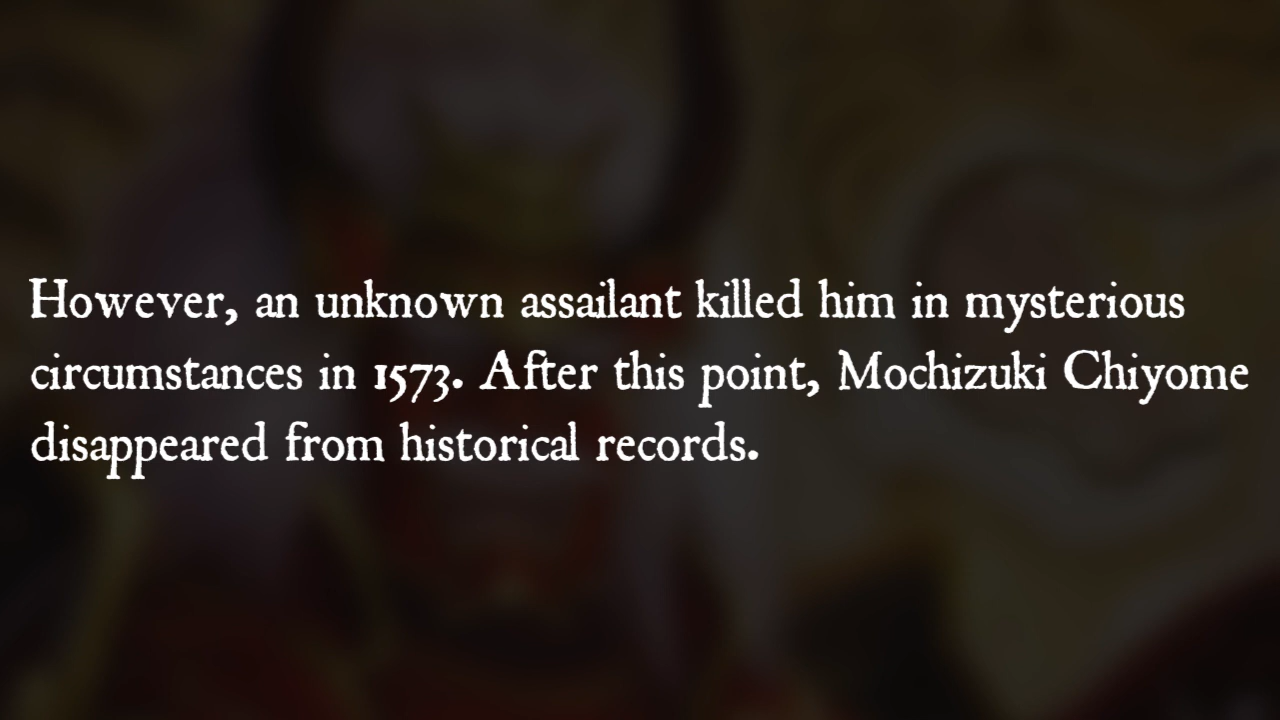 However, an unknown assailant killed him in mysterious
circumstances in 1573. After this point, Mochizuki Chiyome
disappeared from historical records.